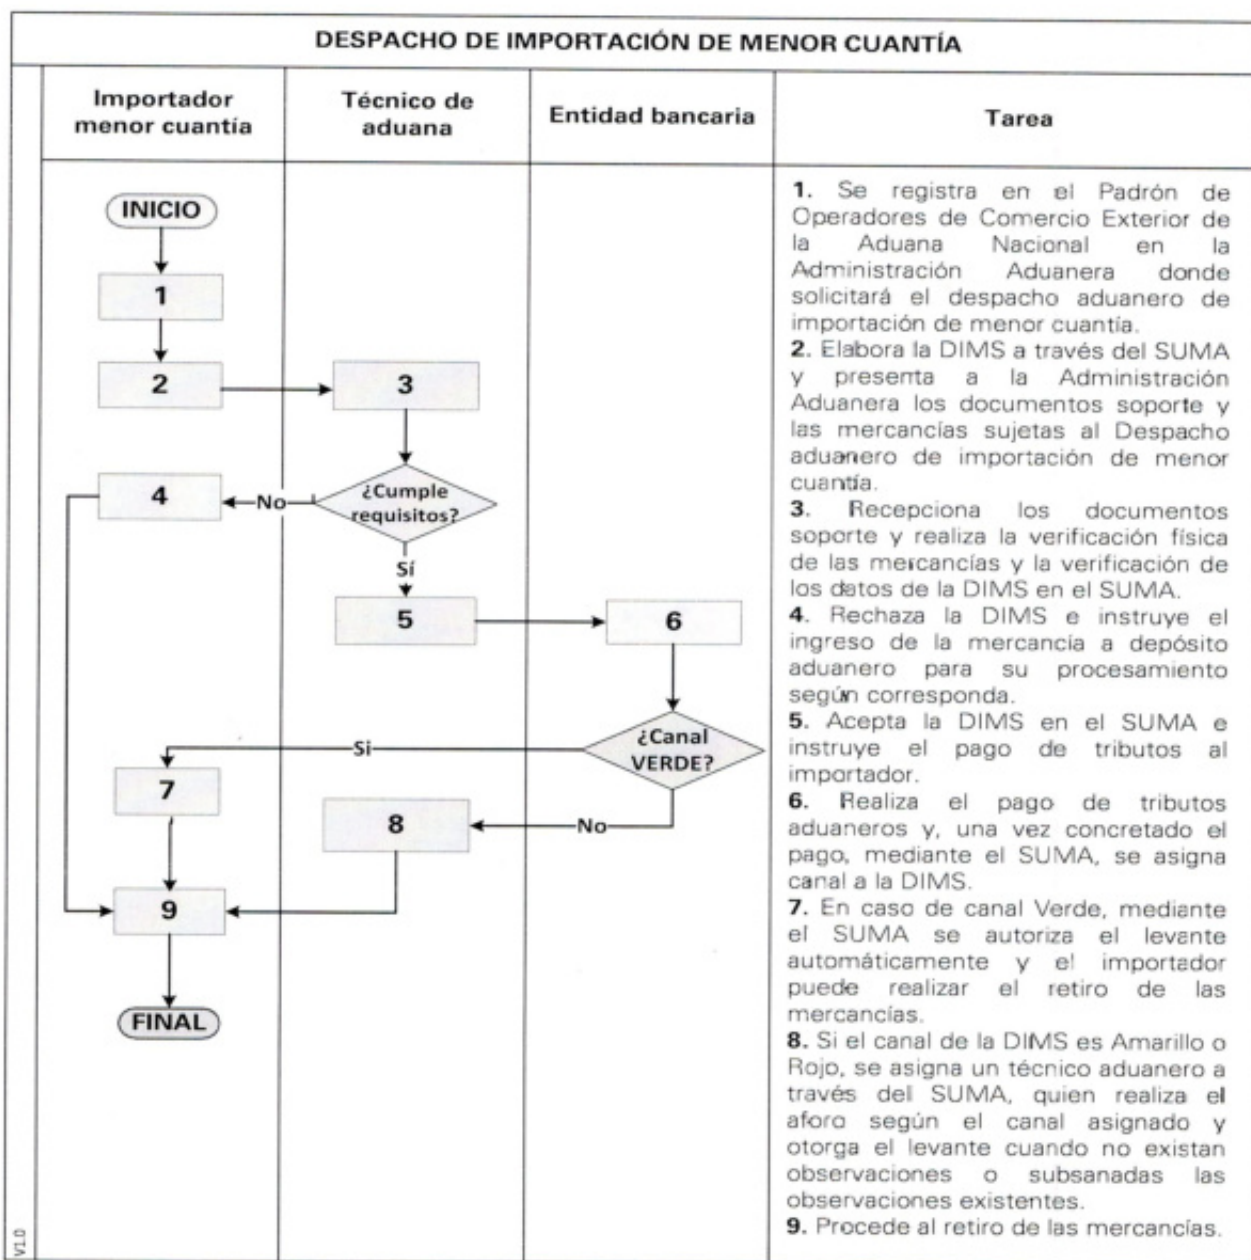 DESPACHO DE IMPORTACIÓN DE MENOR CUANTÍA
Importador
menor cuantía
Técnico de
aduana
Entidad bancaria
Tarea
INICIO
1
2
3
4
No
¿Cumple
requisitos?
Sí
5
6
¿Canal
VERDE?
Si
7
8
No
9
FINAL
1. Se registra en el Padrón de
Operadores de Comercio Exterior de
la Aduana Nacional en la
Administración Aduanera donde
solicitará el despacho aduanero de
importación de menor cuantía.
2. Elabora la DIMS a través del SUMA
y presenta a la Administración
Aduanera los documentos soporte y
las mercancías sujetas al Despacho
aduanero de importación de menor
cuantía.
3. Recepciona los documentos
soporte y realiza la verificación física
de las mercancías y la verificación de
los datos de la DIMS en el SUMA.
4. Rechaza la DIMS e instruye el
ingreso de la mercancía a depósito
aduanero para su procesamiento
según corresponda.
5. Acepta la DIMS en el SUMA e
instruye el pago de tributos al
importador.
6. Realiza el pago de tributos
aduaneros y, una vez concretado el
pago, mediante el SUMA, se asigna
canal a la DIMS.
7. En caso de canal Verde, mediante
el SUMA se autoriza el levante
automáticamente y el importador
puede realizar el retiro de las
mercancías.
8. Si el canal de la DIMS es Amarillo o
Rojo, se asigna un técnico aduanero a
través del SUMA, quien realiza el
aforo según el canal asignado y
otorga el levante cuando no existan
observaciones o subsanadas las
observaciones existentes.
9. Procede al retiro de las mercancías.
V1.0